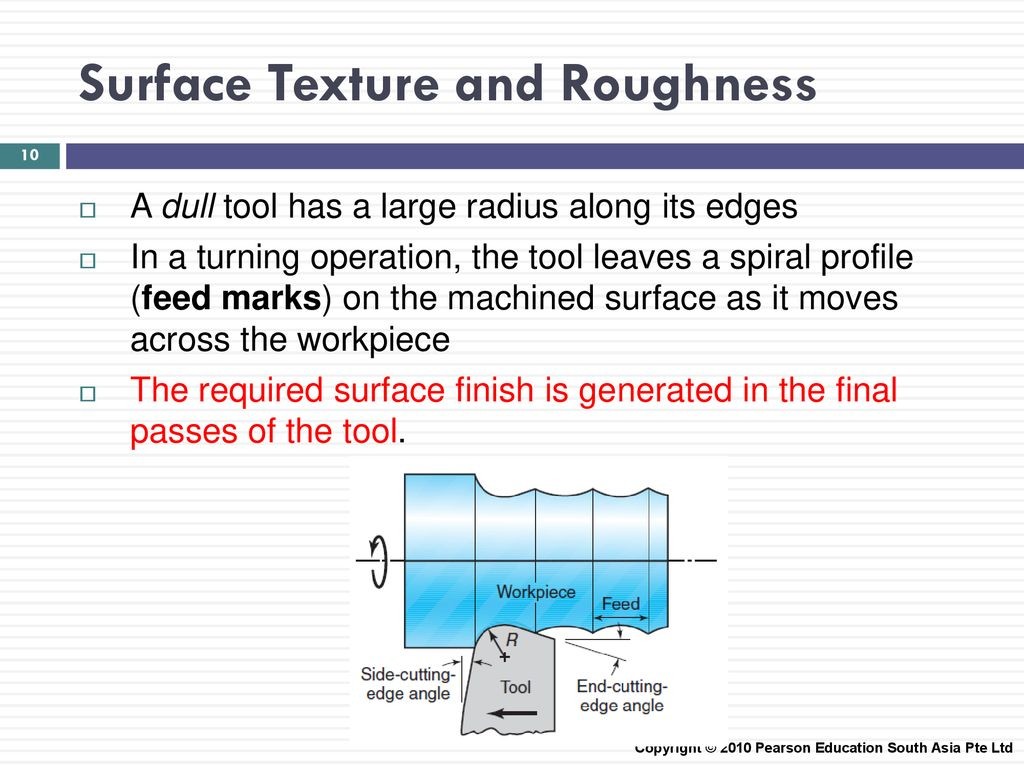 Surface Texture and Roughness
10
A dull tool has a large radius along its edges
In a turning operation, the tool leaves a spiral profile
(feed marks) on the machined surface as it moves
across the workpiece
The required surface finish is generated in the final
passes of the tool.
Workpiece
Feed
R
Side-cutting-
edge angle
Tool
End-cutting-
edge angle
Copyright © 2010 Pearson Education South Asia Pte Ltd